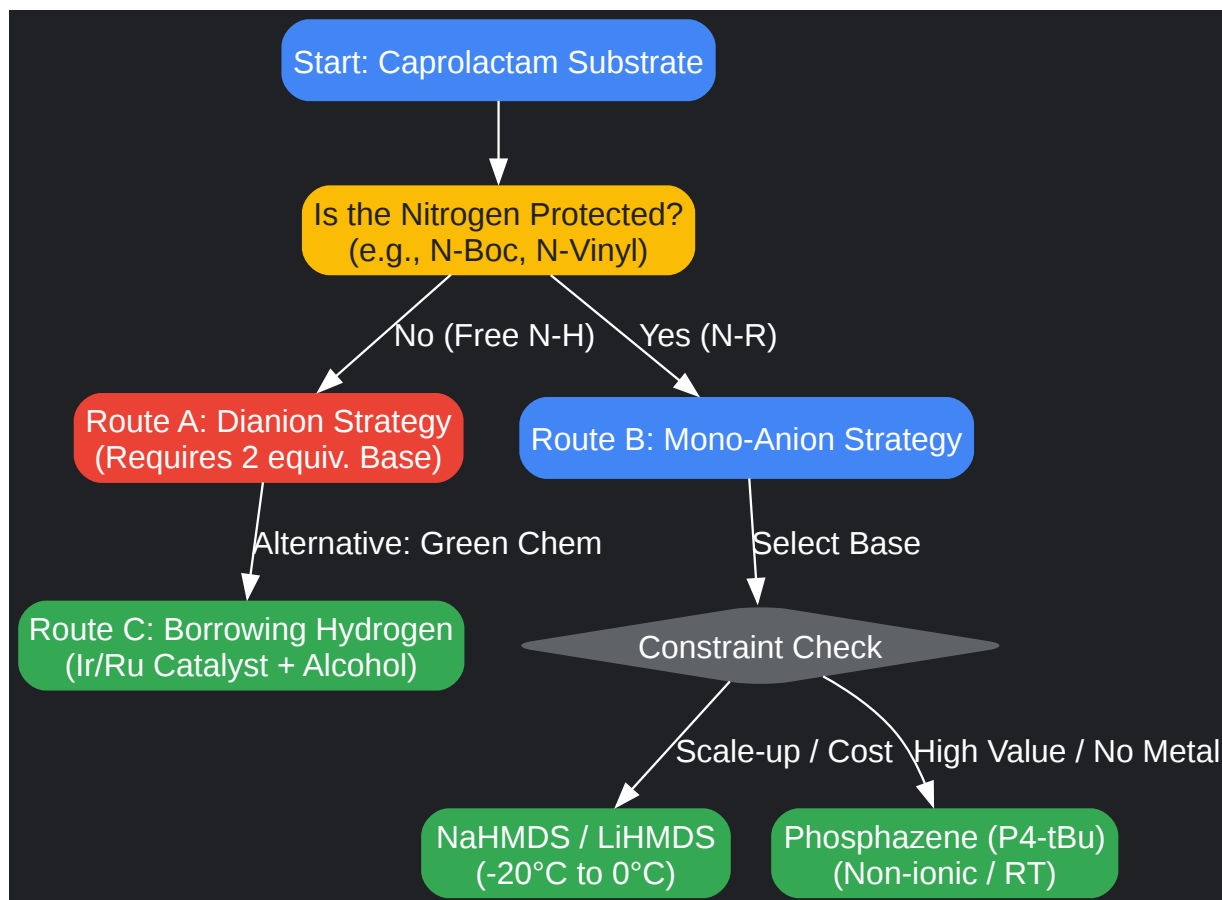 Start: Caprolactam Substrate
Is the Nitrogen Protected?
(e.g., N-Boc, N-Vinyl)
No (Free N-H)
Yes (N-R)
Route A: Dianion Strategy
(Requires 2 equiv. Base)
Route B: Mono-Anion Strategy
Alternative: Green Chem
Select Base
Route C: Borrowing Hydrogen
(Ir/Ru Catalyst + Alcohol)
Constraint Check
Scale-up / Cost
High Value / No Metal
NaHMDS / LiHMDS
(-20°C to 0°C)
Phosphazene (P4-tBu)
(Non-ionic / RT)